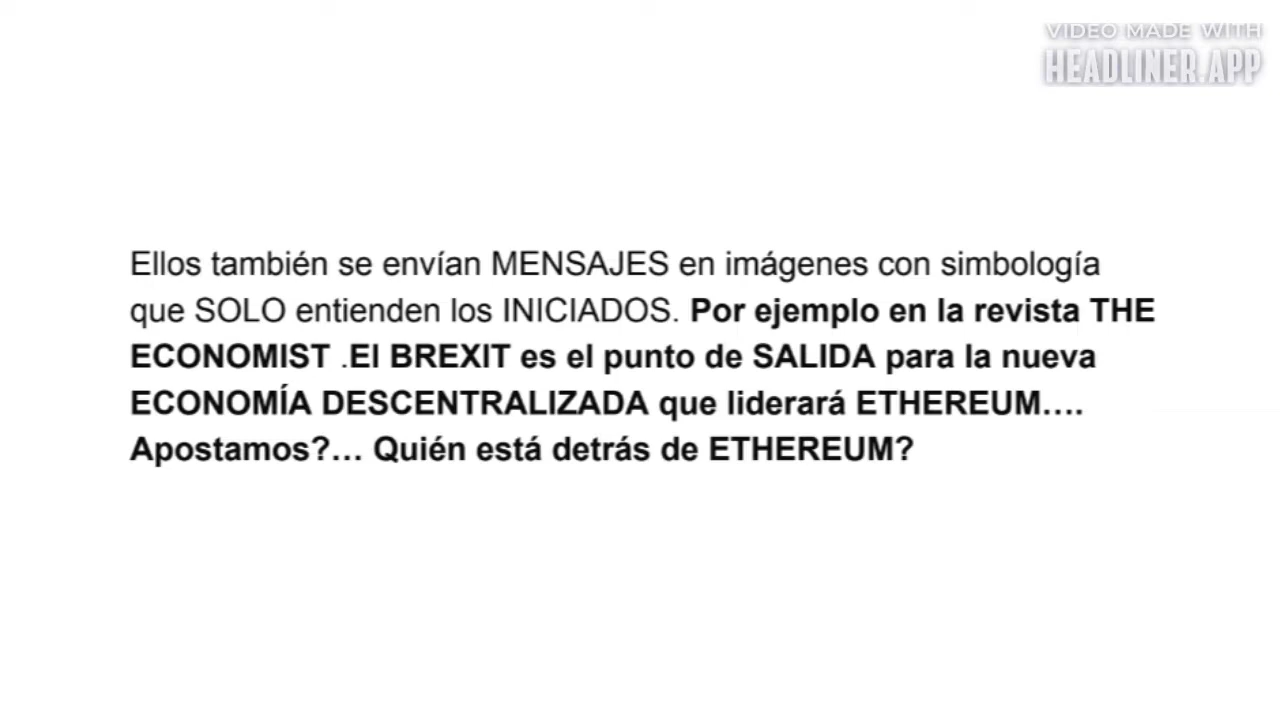 VIDEO MADE WITH
HEADLINER.APP
Ellos también se envían MENSAJES en imágenes con simbología
que SOLO entienden los INICIADOS. Por ejemplo en la revista THE
ECONOMIST .El BREXIT es el punto de SALIDA para la nueva
ECONOMÍA DESCENTRALIZADA que liderará ETHEREUM....
Apostamos?... Quién está detrás de ETHEREUM?